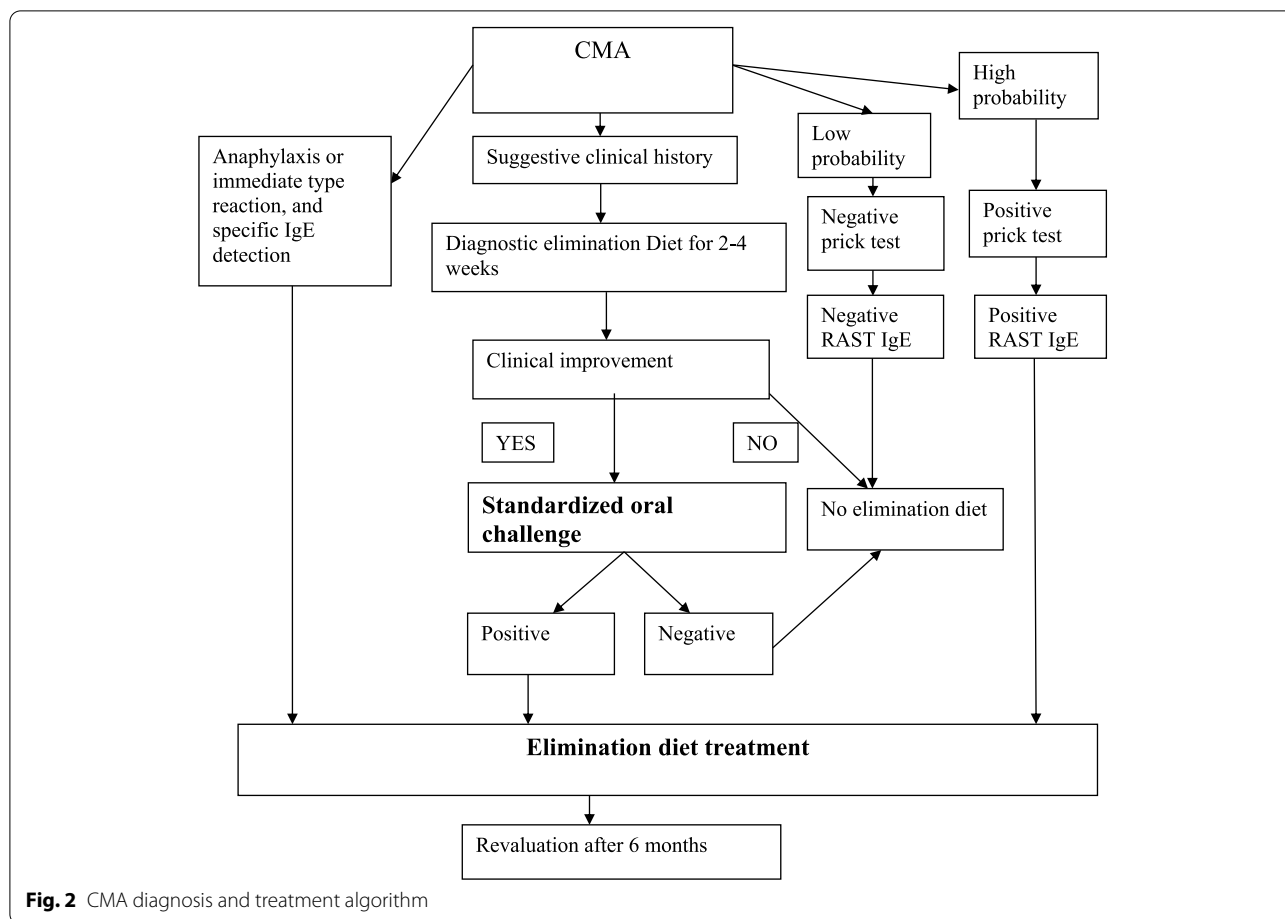 CMA
High
probability
Low
probability
Anaphylaxis or
immediate type
reaction, and
specific IgE
detection
Suggestive clinical history
Negative
prick test
Positive
prick test
Diagnostic elimination Diet for 2-4
weeks
Negative
RAST IgE
Positive
RAST IgE
Clinical improvement
YES
NO
Standardized oral
challenge
No elimination diet
Positive
Negative
Elimination diet treatment
Revaluation after 6 months
Fig. 2 CMA diagnosis and treatment algorithm